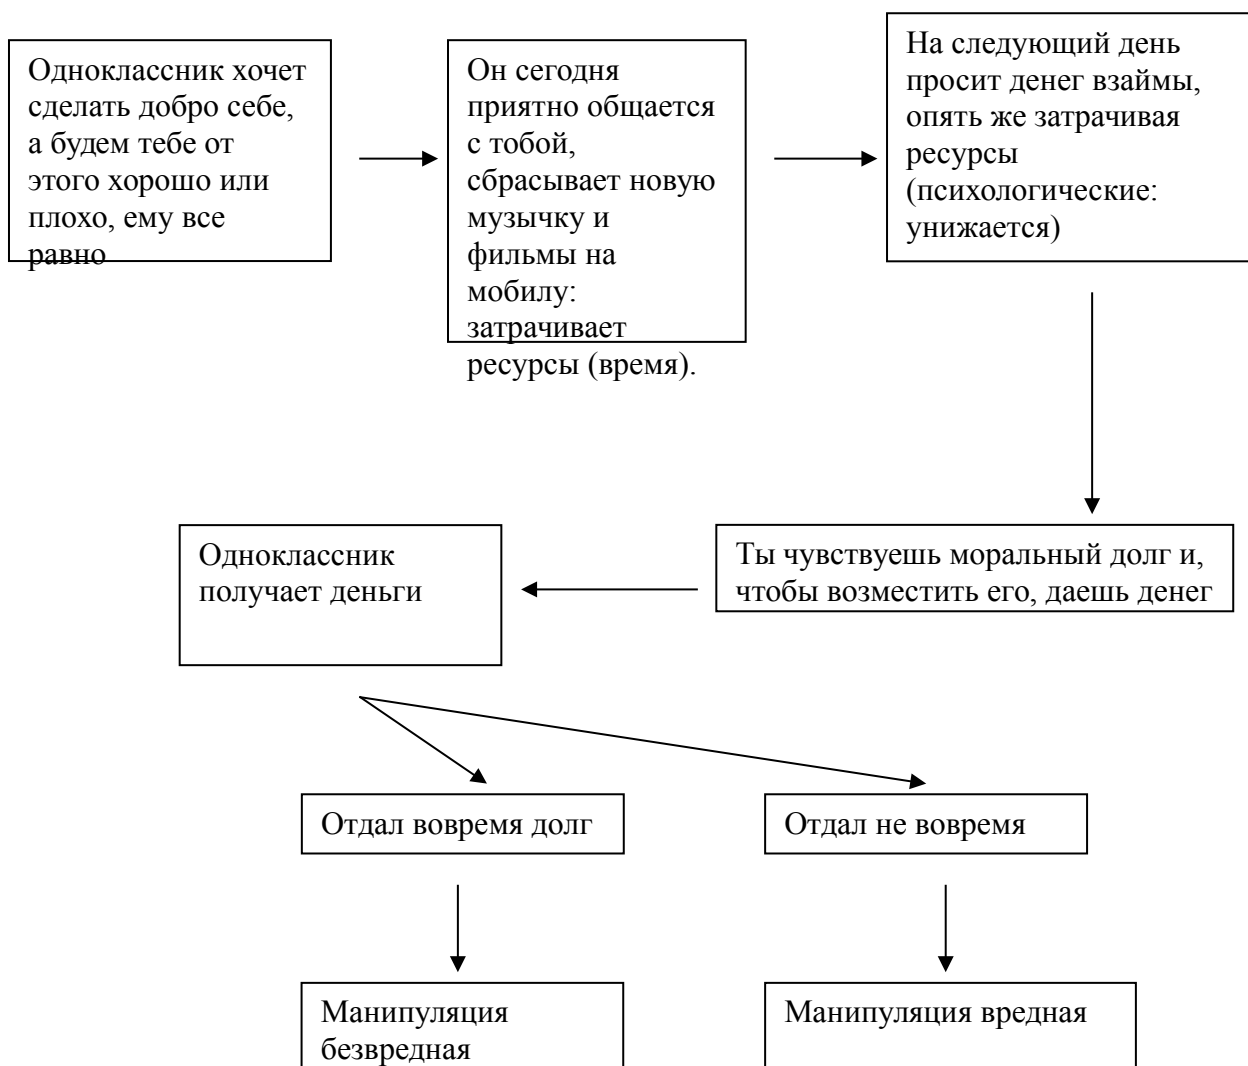 Одноклассник хочет
сделать добро себе,
а будем тебе от
этого хорошо или
плохо, ему все
равно
Он сегодня
приятно общается
с тобой,
сбрасывает новую
музычку и
фильмы на
мобилу:
затрачивает
ресурсы (время).
На следующий день
просит денег взаймы,
опять же затрачивая
ресурсы
(психологические:
унижается)
Ты чувствуешь моральный долг и,
чтобы возместить его, даешь денег
Одноклассник
получает деньги
Отдал вовремя долг
Отдал не вовремя
Манипуляция
безвредная
Манипуляция вредная